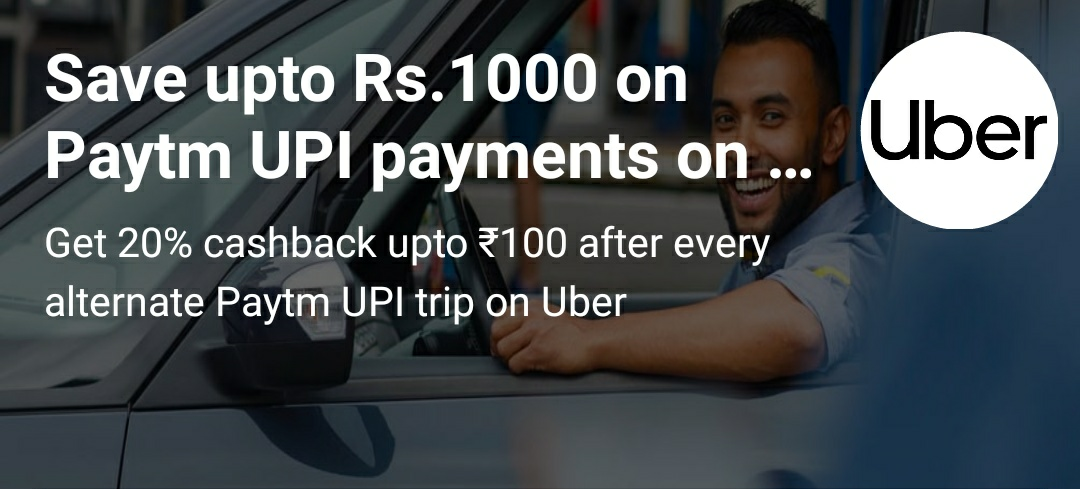 Save upto Rs.1000 on
Paytm UPI payments on ...
Uber
Get 20% cashback upto ₹100 after every
alternate Paytm UPI trip on Uber